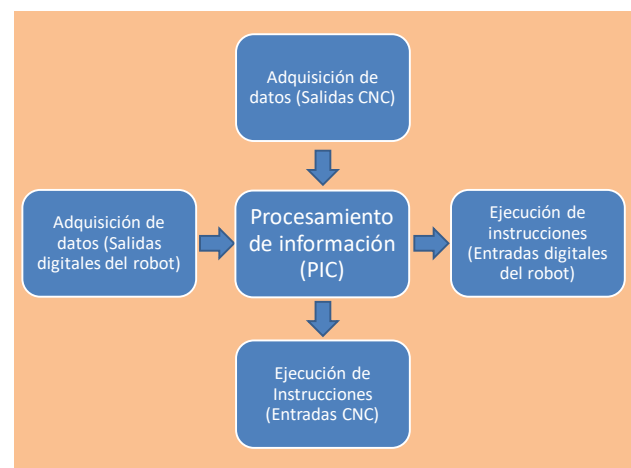 Adquisición de
datos (Salidas CNC)
Adquisición de
datos (Salidas
digitales del robot)
Procesamiento
de información
(PIC)
Ejecución de
instrucciones
(Entradas digitales
del robot)
Ejecución de
Instrucciones
(Entradas CNC)